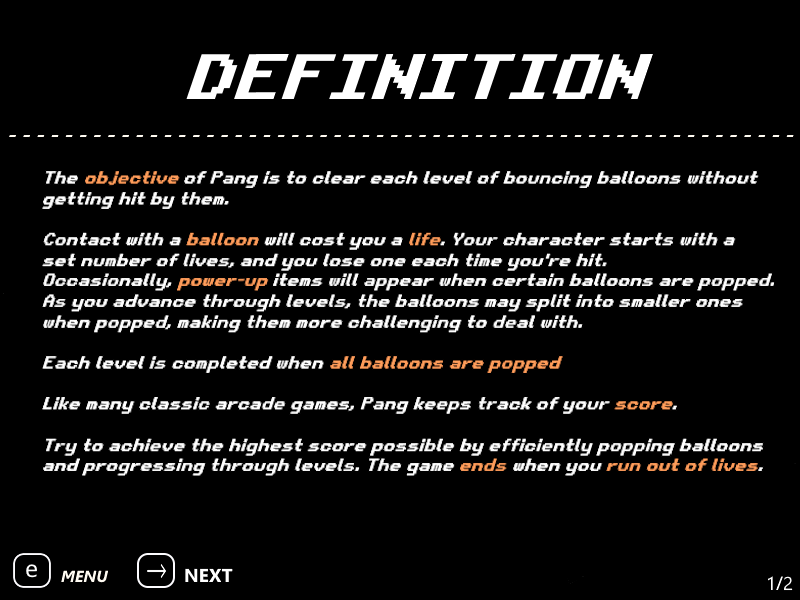 DEFINITION
The objective of Pang is to clear each level of bouncing balloons without
getting hit by them.
Contact with a balloon will cost you a life. Your character starts with a
set number of lives, and you lose one each time you're hit.
Occasionally, power-up items will appear when certain balloons are popped.
As you advance through levels, the balloons may split into smaller ones
when popped, making them more challenging to deal with.
Each level is completed when all balloons are popped
Like many classic arcade games, Pang keeps track of your score.
Try to achieve the highest score possible by efficiently popping balloons
and progressing through levels. The game ends when you run out of lives.
e MENU → NEXT
1/2